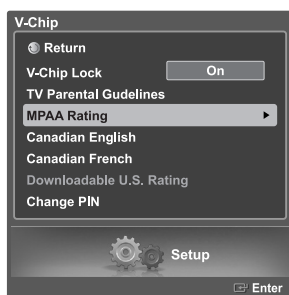 V-Chip
Return
V-Chip Lock On
TV Parental Gudelines
MPAA Rating
Canadian English
Canadian French
Downloadable U.S. Rating
Change PIN
Setup
Enter